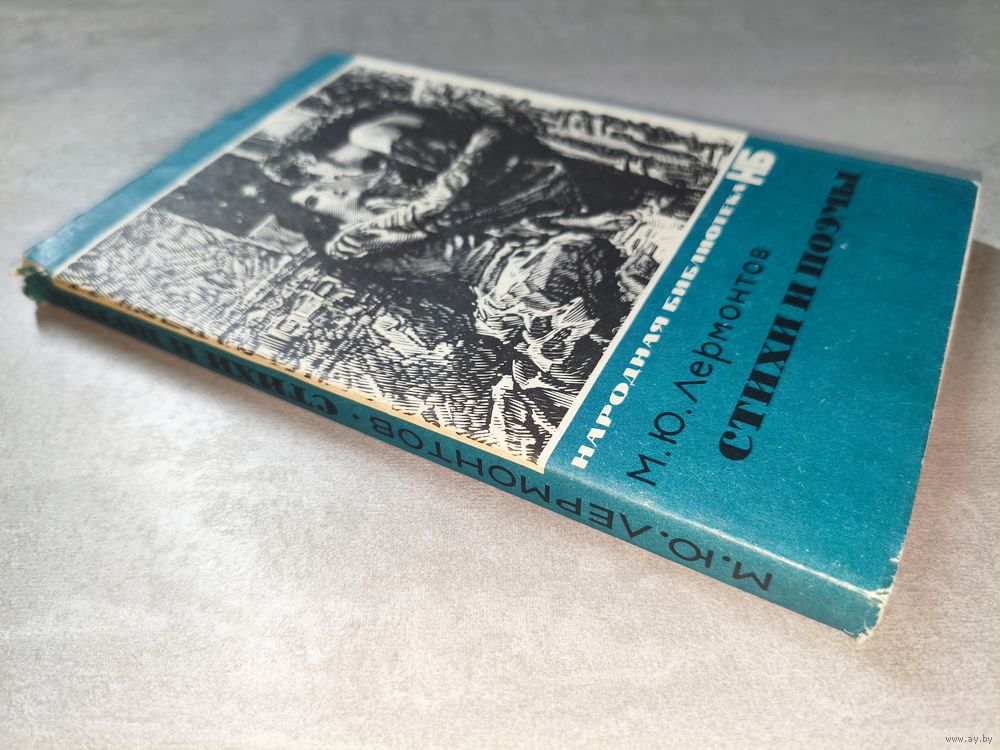 НАРОДНАЯ БИБЛИОТЕКА НБ
М. Ю. Лермонтов
СТИХИ И ПОЭМЫ
М.Ю. ЛЕРМОНТОВ · СТИХИ И ПОЭМЫ
www.ay.by